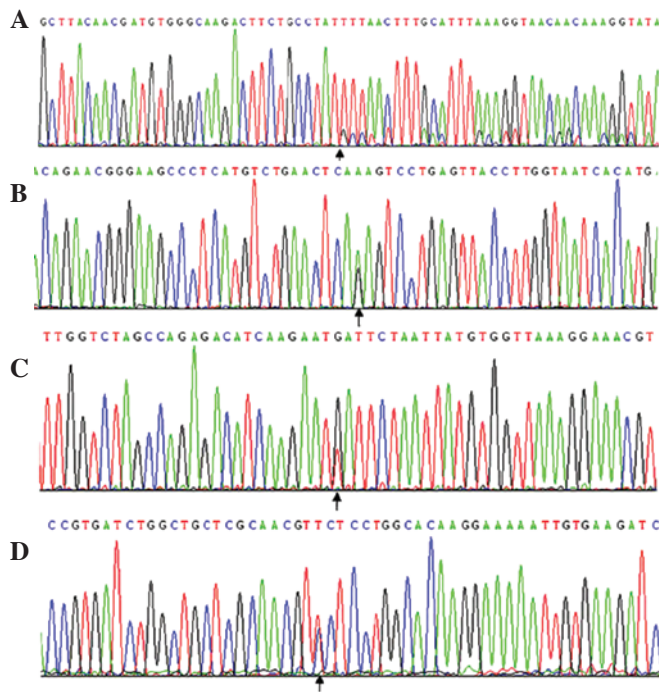 A GCTTACAACGATGTGGGCAAGACTTCTGCCTATTTTAACTTTGCATTTAAAGGTAACAACAAAGGTATA
B ACAGAACGGGAAGCCCTCATGTCTGAACTCAAAGTCCTGAGTTACCTTGGTAATCACATG
C TTGGTCTAGCCAGAGACATCAAGAATGATTCTAATTATGTGGTTAAAGGAAACGT
D CCGTGATCTGGCTGCTCGCAACGTTCTCCTGGCACAAGGAAAAATTGTGAAGATC